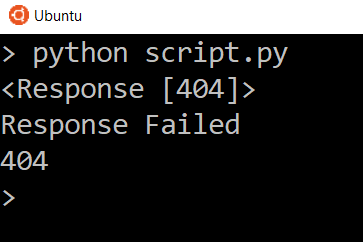 Ubuntu
> python script.py
<Response [404]>
Response Failed
404
>